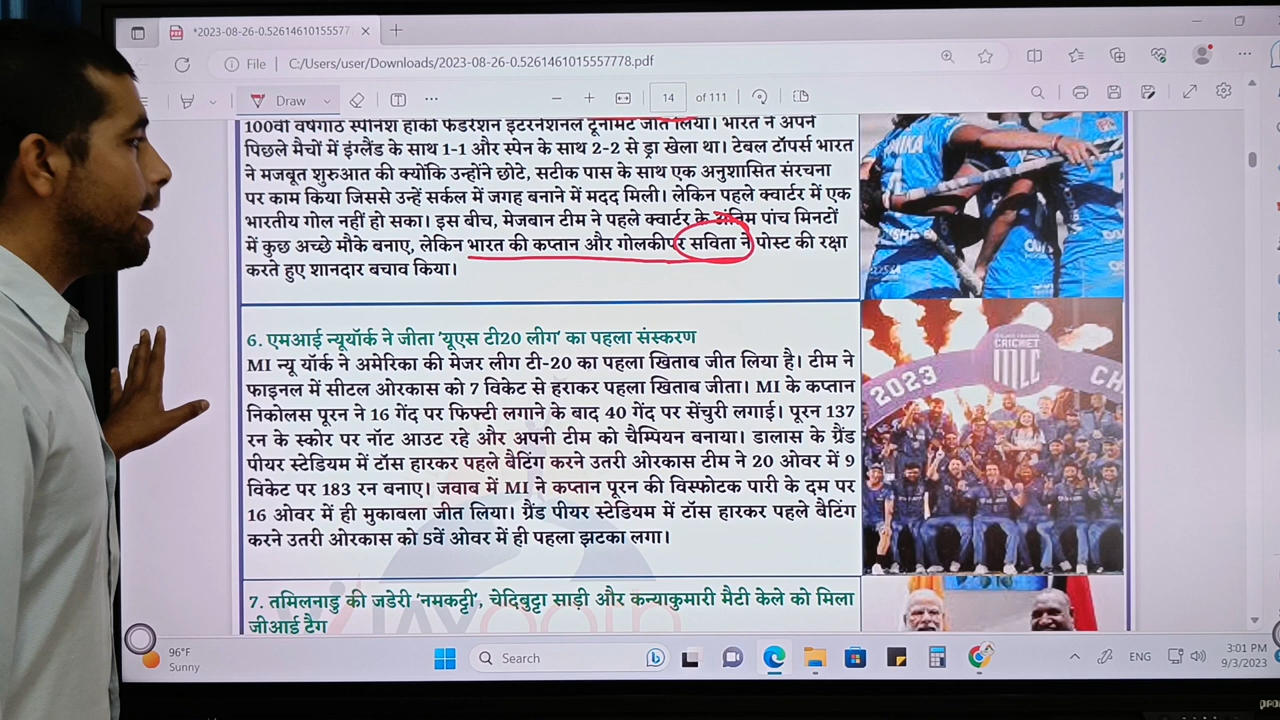 *2023-08-26-0.52614610155577
File | C:/Users/user/Downloads/2023-08-26-0.5261461015557778.pdf
Draw
14 of 111
100वीं वर्षगांठ स्पेनिश हॉकी फेडरेशन इंटरनेशनल टूर्नामेंट जीत लिया। भारत ने अपने
पिछले मैचों में इंग्लैंड के साथ 1-1 और स्पेन के साथ 2-2 से ड्रा खेला था। टेबल टॉपर्स भारत
ने मजबूत शुरुआत की क्योंकि उन्होंने छोटे, सटीक पास के साथ एक अनुशासित संरचना
पर काम किया जिससे उन्हें सर्कल में जगह बनाने में मदद मिली। लेकिन पहले क्वार्टर में एक
भारतीय गोल नहीं हो सका। इस बीच, मेजबान टीम ने पहले क्वार्टर के अंतिम पांच मिनटों
में कुछ अच्छे मौके बनाए, लेकिन भारत की कप्तान और गोलकीपर सविता ने पोस्ट की रक्षा
करते हुए शानदार बचाव किया।
6. एमआई न्यूयॉर्क ने जीता 'यूएस टी20 लीग' का पहला संस्करण
MI न्यू यॉर्क ने अमेरिका की मेजर लीग टी-20 का पहला खिताब जीत लिया है। टीम ने
फाइनल में सीटल ओरकास को 7 विकेट से हराकर पहला खिताब जीता। MI के कप्तान
निकोलस पूरन ने 16 गेंद पर फिफ्टी लगाने के बाद 40 गेंद पर सेंचुरी लगाई। पूरन 137
रन के स्कोर पर नॉट आउट रहे और अपनी टीम को चैम्पियन बनाया। डालास के ग्रैंड
पीयर स्टेडियम में टॉस हारकर पहले बैटिंग करने उतरी ओरकास टीम ने 20 ओवर में 9
विकेट पर 183 रन बनाए। जवाब में MI ने कप्तान पूरन की विस्फोटक पारी के दम पर
16 ओवर में ही मुकाबला जीत लिया। ग्रैंड पीयर स्टेडियम में टॉस हारकर पहले बैटिंग
करने उतरी ओरकास को 5वें ओवर में ही पहला झटका लगा।
CRICKET
MLC
2023 CH
7. तमिलनाडु की जडेरी 'नमकट्टी', चेदिबुट्टा साड़ी और कन्याकुमारी मैटी केले को मिला
जीआई टैग
96°F
Sunny
Search
ENG
3:01 PM
9/3/2023